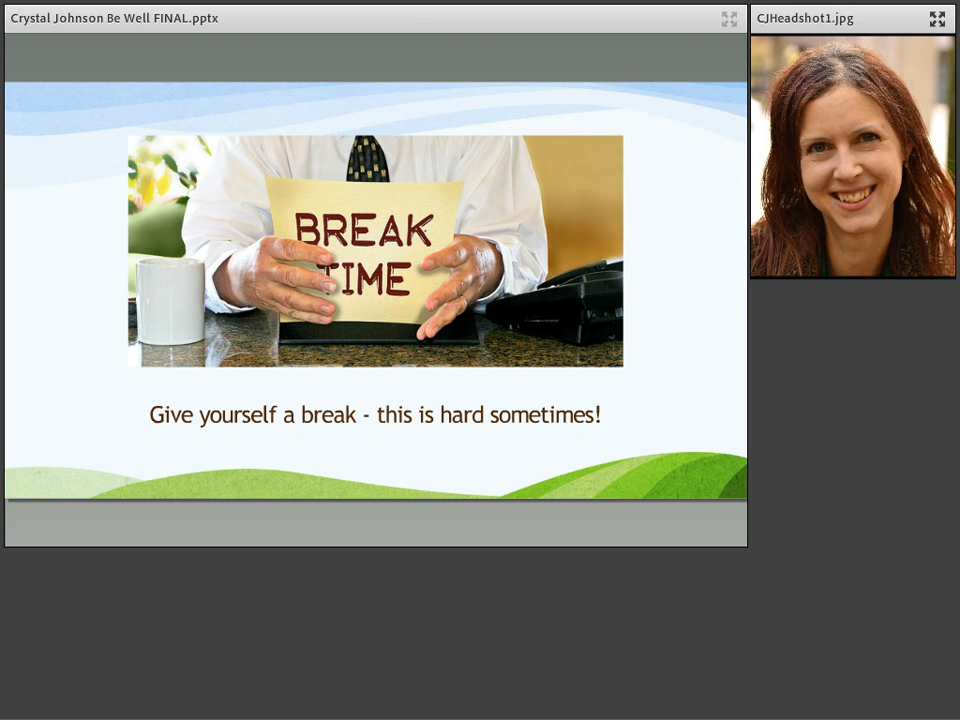 Crystal Johnson Be Well FINAL.pptx
CJHeadshot1.jpg
BREAK
TIME
Give yourself a break - this is hard sometimes!